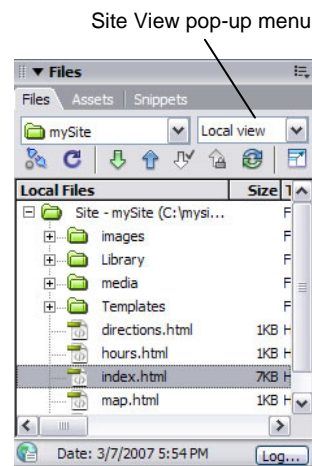 Site View pop-up menu
Files
Files Assets Snippets
mySite Local view
Local Files Size T
Site - mySite (C:\mysi... F
images F
Library F
media F
Templates F
directions.html 1KB H
hours.html 1KB H
index.html 7KB H
map.html 1KB H
Date: 3/7/2007 5:54 PM Log...